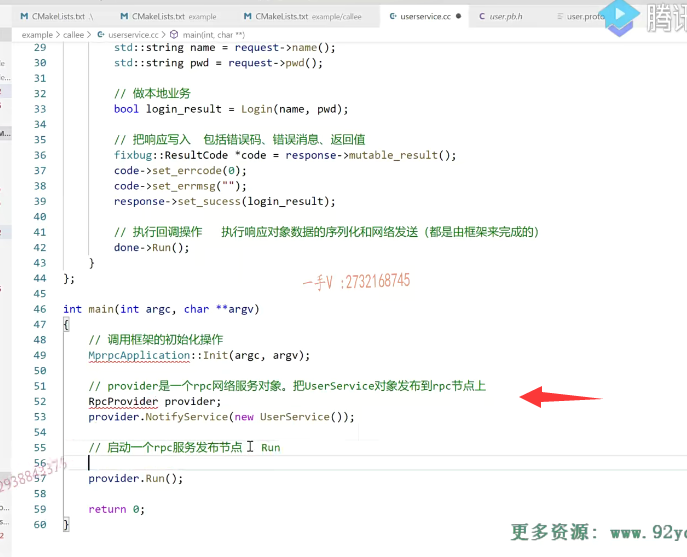 CMakeLists.txt .\
CMakeLists.txt example
CMakeLists.txt example/callee
userservice.cc
user.pb.h
user.proto
腾讯
example > callee > userservice.cc > main(int, char **)
29 std::string name = request->name();
30 std::string pwd = request->pwd();
31
32 // 做本地业务
33 bool login_result = Login(name, pwd);
34
35 // 把响应写入 包括错误码、错误消息、返回值
36 fixbug::ResultCode *code = response->mutable_result();
37 code->set_errcode(0);
38 code->set_errmsg("");
39 response->set_sucess(login_result);
40
41 // 执行回调操作 执行响应对象数据的序列化和网络发送（都是由框架来完成的）
42 done->Run();
43 }
44 };
一手V :2732168745
45
46 int main(int argc, char **argv)
47 {
48 // 调用框架的初始化操作
49 MprpcApplication::Init(argc, argv);
50
51 // provider是一个rpc网络服务对象。把UserService对象发布到rpc节点上
52 RpcProvider provider;
53 provider.NotifyService(new UserService());
54
55 // 启动一个rpc服务发布节点 Run
56
2938843375
57 provider.Run();
58
59 return 0;
60 }
更多资源: www.92y